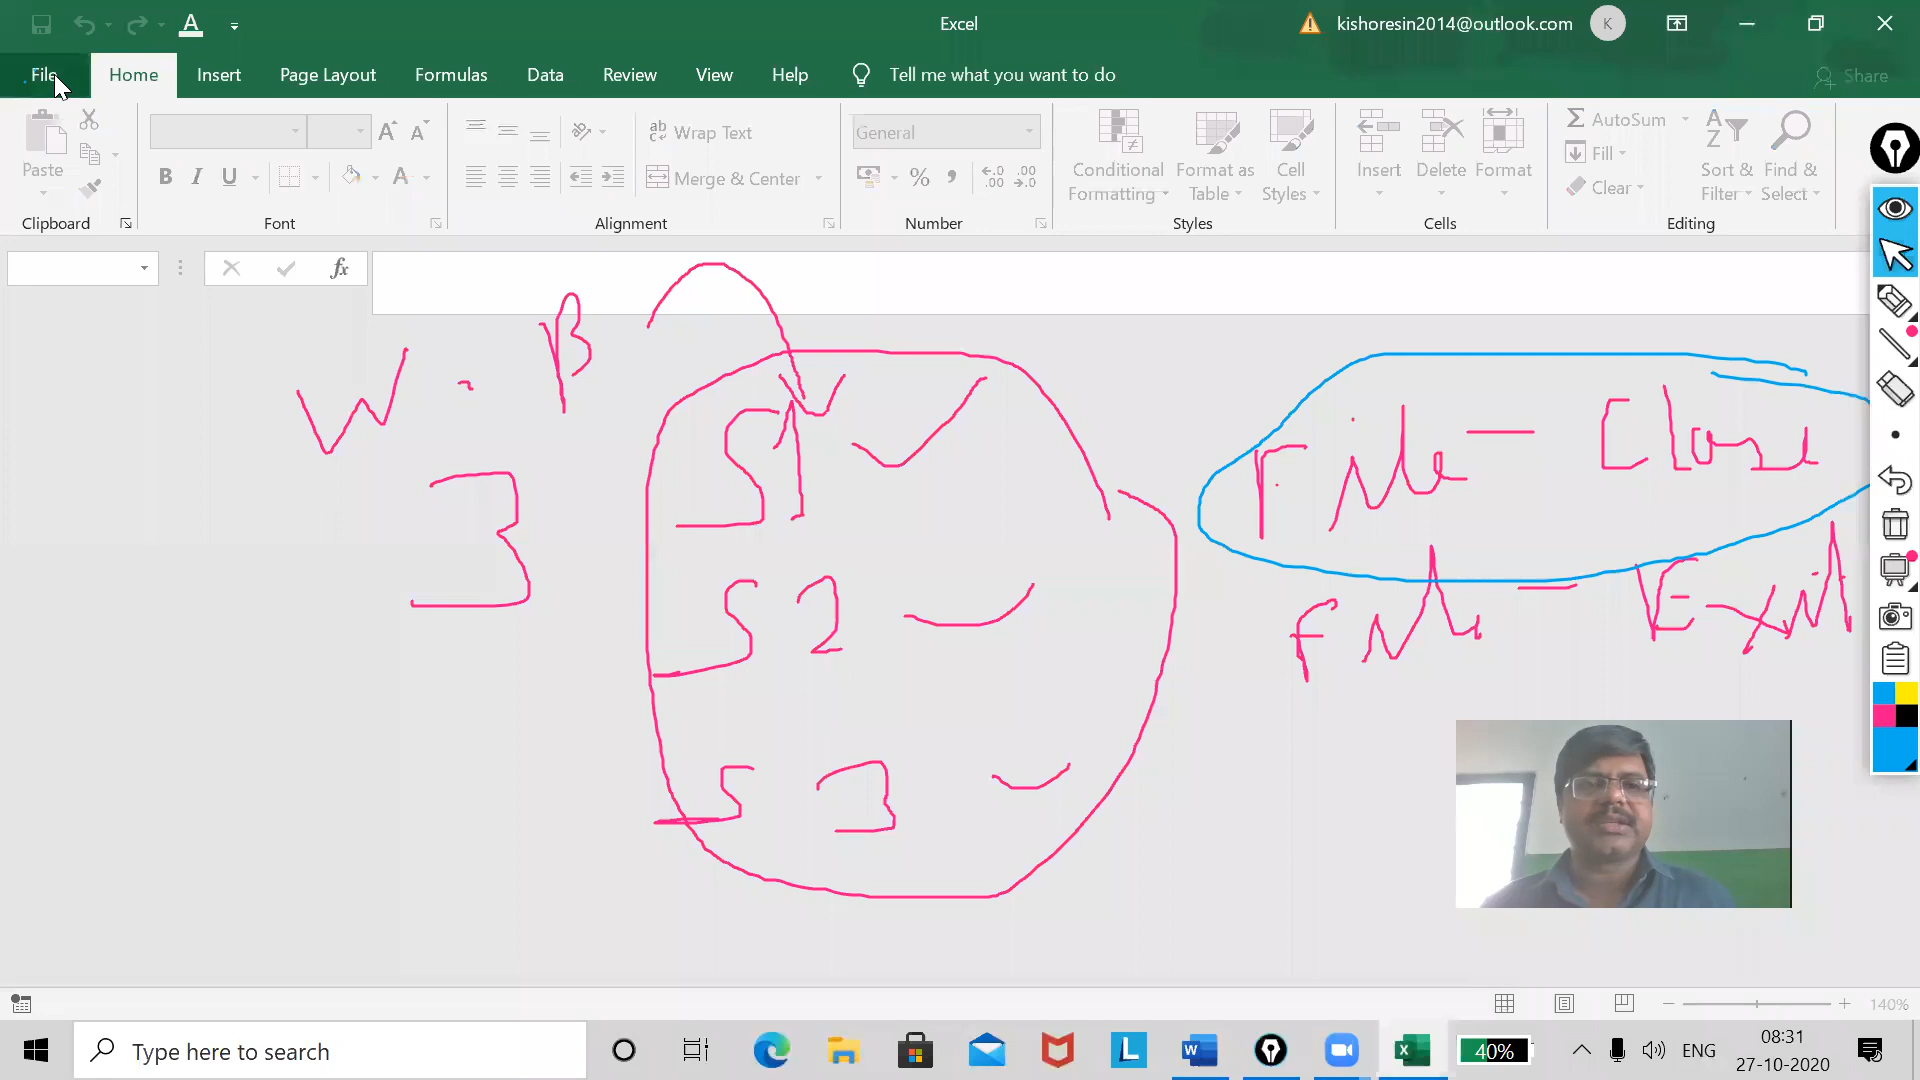 Excel
kishoresin2014@outlook.com
K
File Home Insert Page Layout Formulas Data Review View Help Tell me what you want to do Share
Paste
Wrap Text
Merge & Center
General
Conditional Formatting
Format as Table
Cell Styles
Insert Delete Format
AutoSum
Fill
Clear
Sort & Filter
Find & Select
Clipboard Font Alignment Number Styles Cells Editing
W . B
3
S1
S2
S3
File - Close
File - Exit
140%
Type here to search
40%
ENG
08:31
27-10-2020